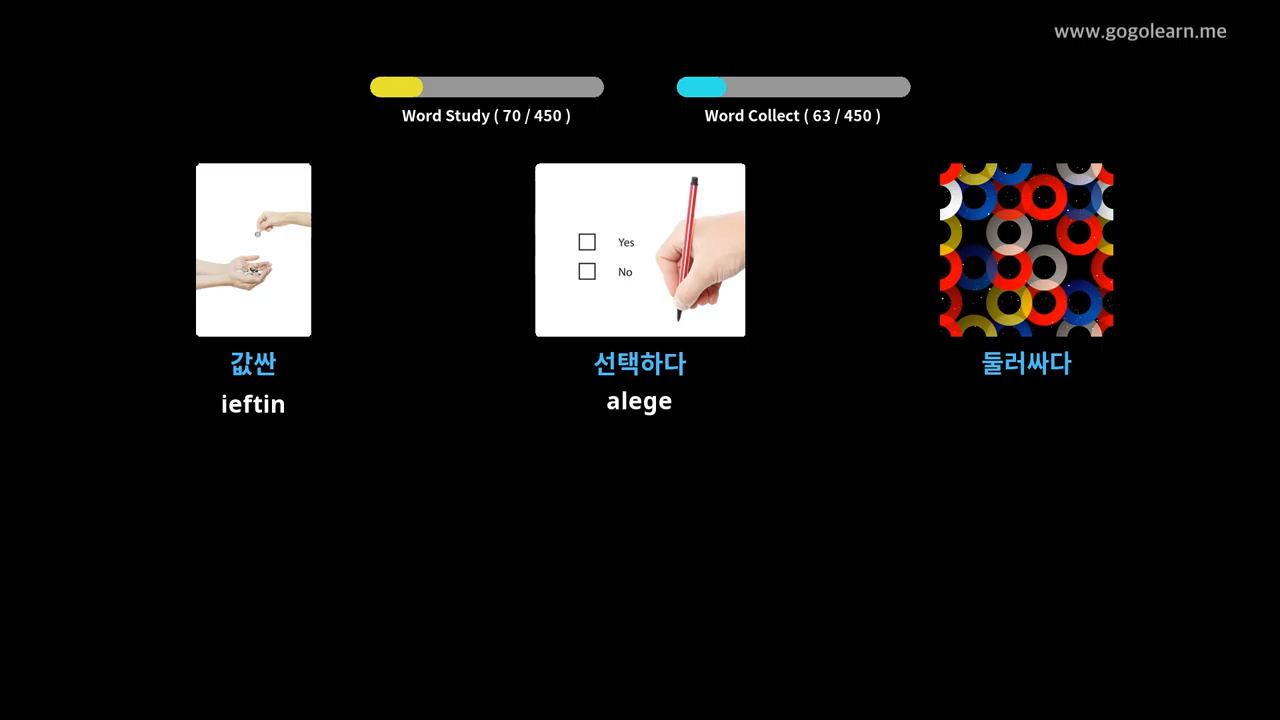 www.gogolearn.me
Word Study ( 70 / 450 )
Word Collect ( 63 / 450 )
Yes
No
값싼
선택하다
둘러싸다
ieftin
alege